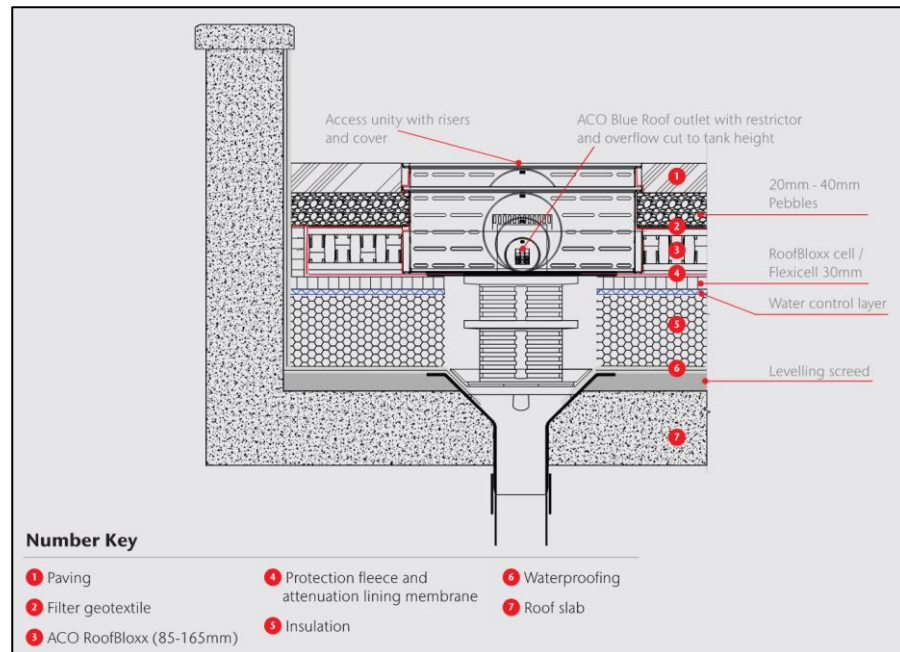 Access unity with risers
and cover
ACO Blue Roof outlet with restrictor
and overflow cut to tank height
1
20mm - 40mm
Pebbles
2
3
RoofBloxx cell /
Flexicell 30mm
4
Water control layer
5
6
Levelling screed
7
Number Key
1 Paving
2 Filter geotextile
3 ACO RoofBloxx (85-165mm)
4 Protection fleece and
attenuation lining membrane
5 Insulation
6 Waterproofing
7 Roof slab